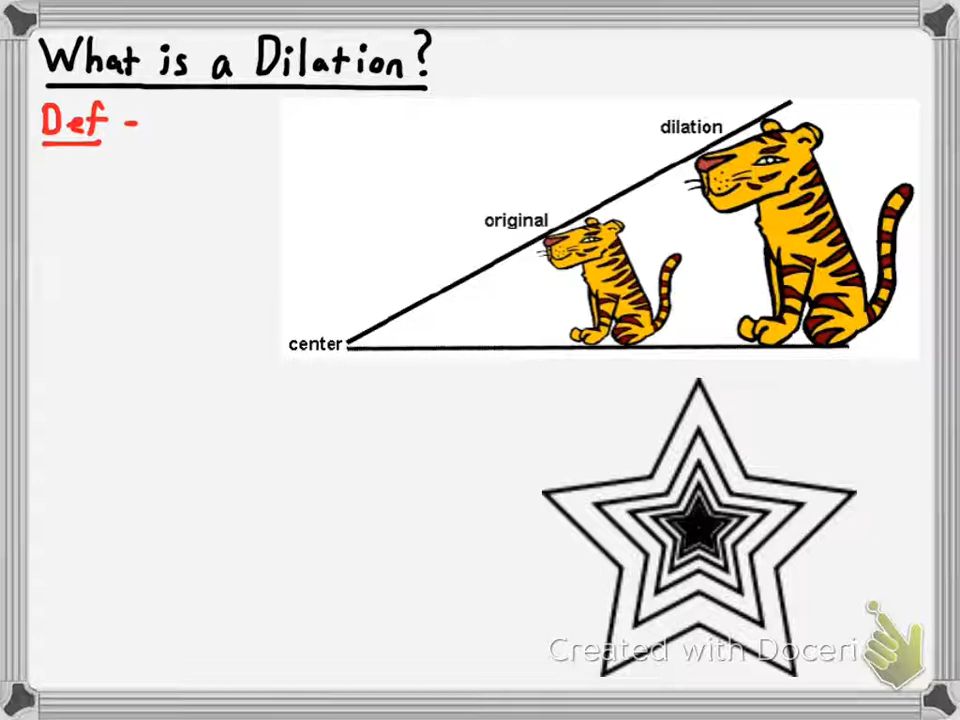 What is a Dilation?
Def -
dilation
original
center
Created with Doceri